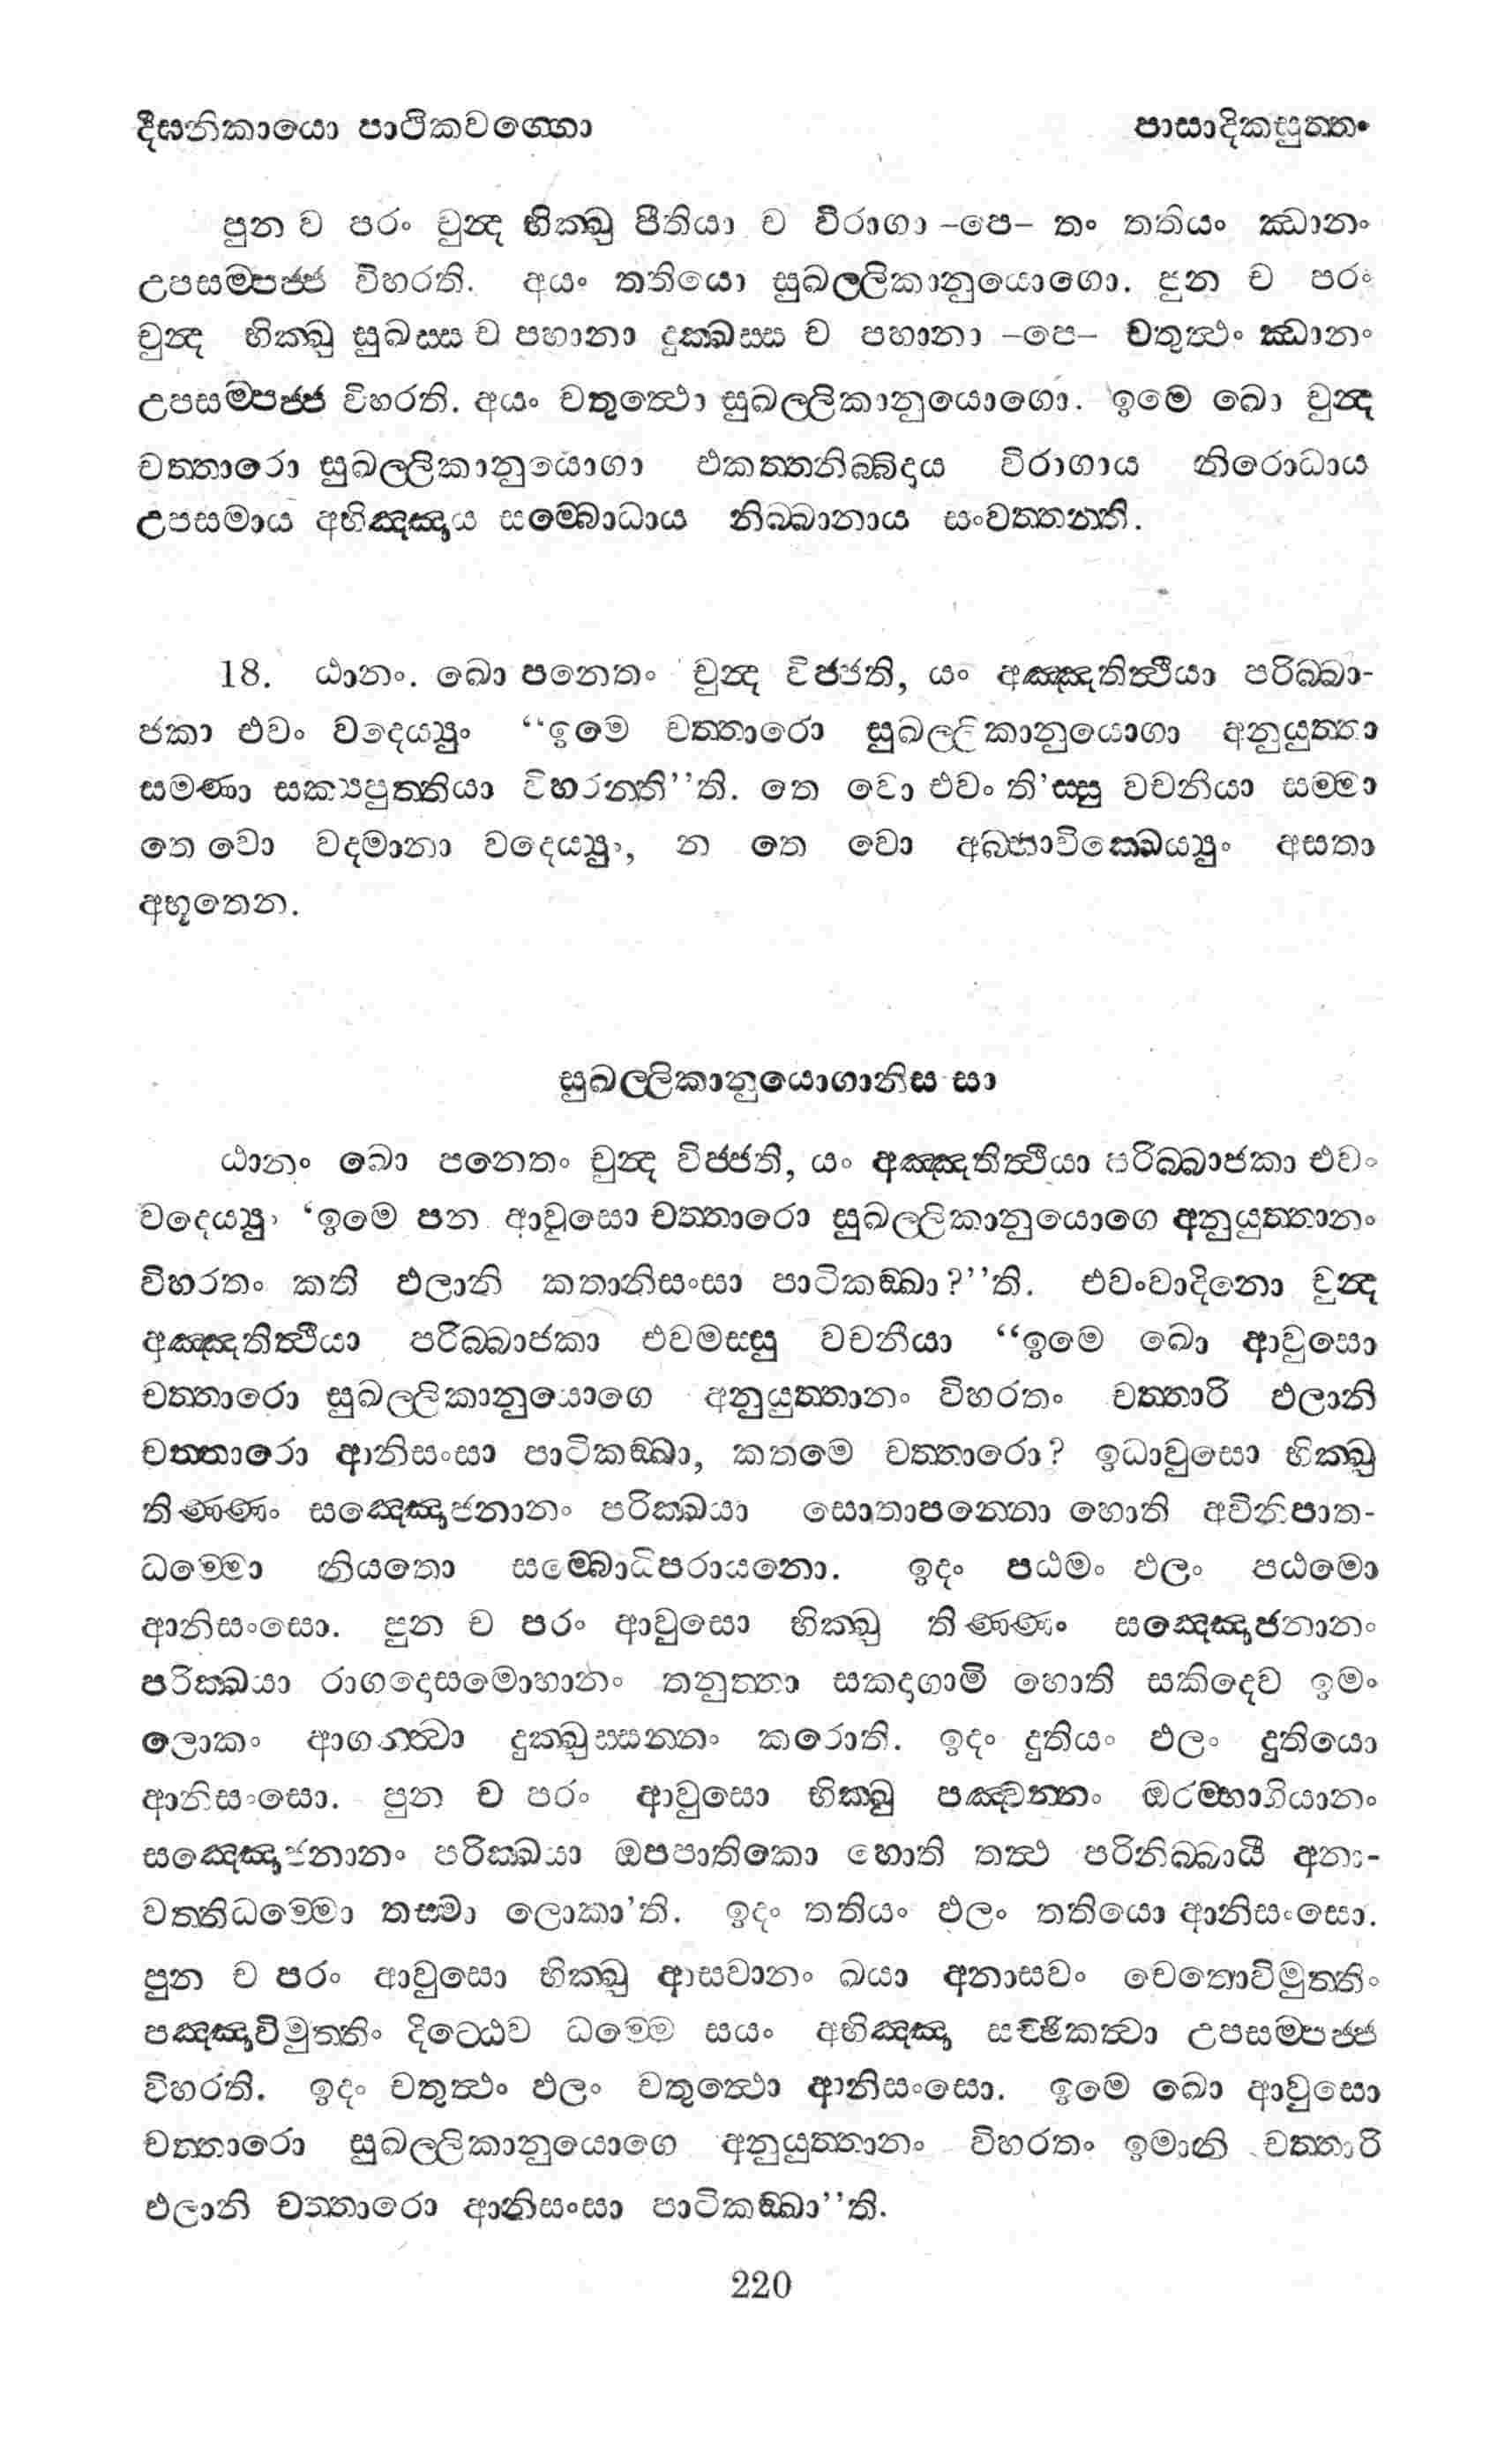 දීඝනිකායො පාථිකවග්ගො
පාසාදිකසුත්තං
පුන ච පරං චුන්ද භික්ඛු පීතියා ච විරාගා –පෙ– තං තතියං ඣානං
උපසම්පජ්ජ විහරති. අයං තතියො සුඛල්ලිකානුයොගො. පුන ච පරං
චුන්ද භික්ඛු සුඛස්ස ච පහානා දුක්ඛස්ස ච පහානා –පෙ– චතුත්ථං ඣානං
උපසම්පජ්ජ විහරති. අයං චතුත්ථො සුඛල්ලිකානුයොගො. ඉමෙ ඛො චුන්ද
චත්තාරො සුඛල්ලිකානුයොගා එකත්තනිබ්බිදාය විරාගාය නිරොධාය
උපසමාය අභිඤ්ඤාය සම්බොධාය නිබ්බානාය සංවත්තන්ති.
18. ඨානං. ඛො පනෙතං චුන්ද විජ්ජති, යං අඤ්ඤතිත්ථියා පරිබ්බා-
ජකා එවං වදෙය්‍යුං “ඉමෙ චත්තාරො සුඛල්ලිකානුයොගා අනුයුත්තා
සමණා සක්‍යපුත්තියා විහරන්ති”ති. තෙ වො එවං ති’ස්සු වචනියා සම්මා
තෙ වො වදමානා වදෙය්‍යුං, න තෙ වො අබ්භාචික්ඛෙය්‍යුං අසතා
අභූතෙන.
සුඛල්ලිකානුයොගානිස සා
ඨානං ඛො පනෙතං චුන්ද විජ්ජති, යං අඤ්ඤතිත්ථියා පරිබ්බාජකා එවං
වදෙය්‍යුං ‘ඉමෙ පන ආවුසො චත්තාරො සුඛල්ලිකානුයොගෙ අනුයුත්තානං
විහරතං කති ඵලානි කතානිසංසා පාටිකඞ්ඛා?”ති. එවංවාදිනො චුන්ද
අඤ්ඤතිත්ථියා පරිබ්බාජකා එවමස්සු වචනීයා “ඉමෙ ඛො ආවුසො
චත්තාරො සුඛල්ලිකානුයොගෙ අනුයුත්තානං විහරතං චත්තාරි ඵලානි
චත්තාරො ආනිසංසා පාටිකඞ්ඛා, කතමෙ චත්තාරො? ඉධාවුසො භික්ඛු
තිණ්ණං සඤ්ඤොජනානං පරික්ඛයා සොතාපන්නො හොති අවිනිපාත-
ධම්මො නියතො සම්බොධිපරායනො. ඉදං පඨමං ඵලං පඨමො
ආනිසංසො. පුන ච පරං ආවුසො භික්ඛු තිණ්ණං සඤ්ඤොජනානං
පරික්ඛයා රාගදොසමොහානං තනුත්තා සකදාගාමි හොති සකිදෙව ඉමං
ලොකං ආගන්ත්වා දුක්ඛුස්සන්නං කරොති. ඉදං දුතියං ඵලං දුතියො
ආනිසංසො. පුන ච පරං ආවුසො භික්ඛු පඤ්චන්නං ඔරම්භාගියානං
සඤ්ඤොජනානං පරික්ඛයා ඔපපාතිකො හොති තත්ථ පරිනිබ්බායී අනා-
වත්තිධම්මො තස්මා ලොකා’ති. ඉදං තතියං ඵලං තතියො ආනිසංසො.
පුන ච පරං ආවුසො භික්ඛු ආසවානං ඛයා අනාසවං චෙතොවිමුත්තිං
පඤ්ඤාවිමුත්තිං දිට්ඨෙව ධම්මෙ සයං අභිඤ්ඤා සච්ඡිකත්වා උපසම්පජ්ජ
විහරති. ඉදං චතුත්ථං ඵලං චතුත්ථො ආනිසංසො. ඉමෙ ඛො ආවුසො
චත්තාරො සුඛල්ලිකානුයොගෙ අනුයුත්තානං විහරතං ඉමානි චත්තාරි
ඵලානි චත්තාරො ආනිසංසා පාටිකඞ්ඛා”ති.
220